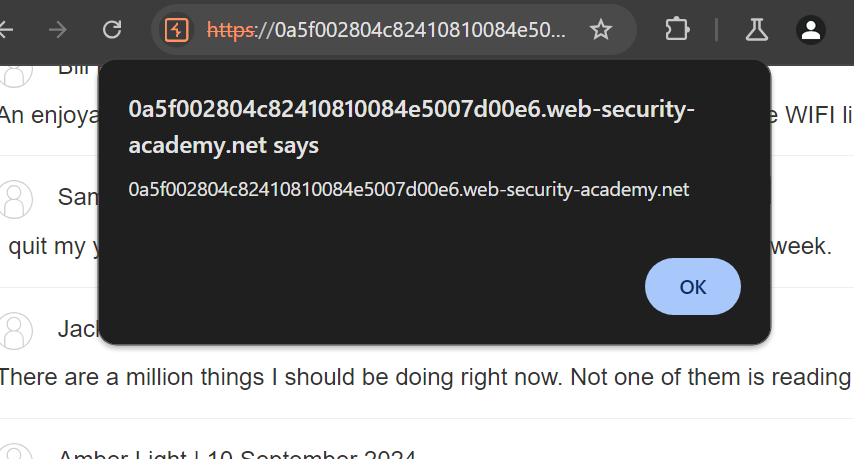 https://0a5f002804c82410810084e50...
Bill
0a5f002804c82410810084e5007d00e6.web-security-
academy.net says
0a5f002804c82410810084e5007d00e6.web-security-academy.net
OK
An enjoya
e WIFI li
Sam
quit my y
week.
Jack
There are a million things I should be doing right now. Not one of them is reading
Amber Light | 10 September 2024